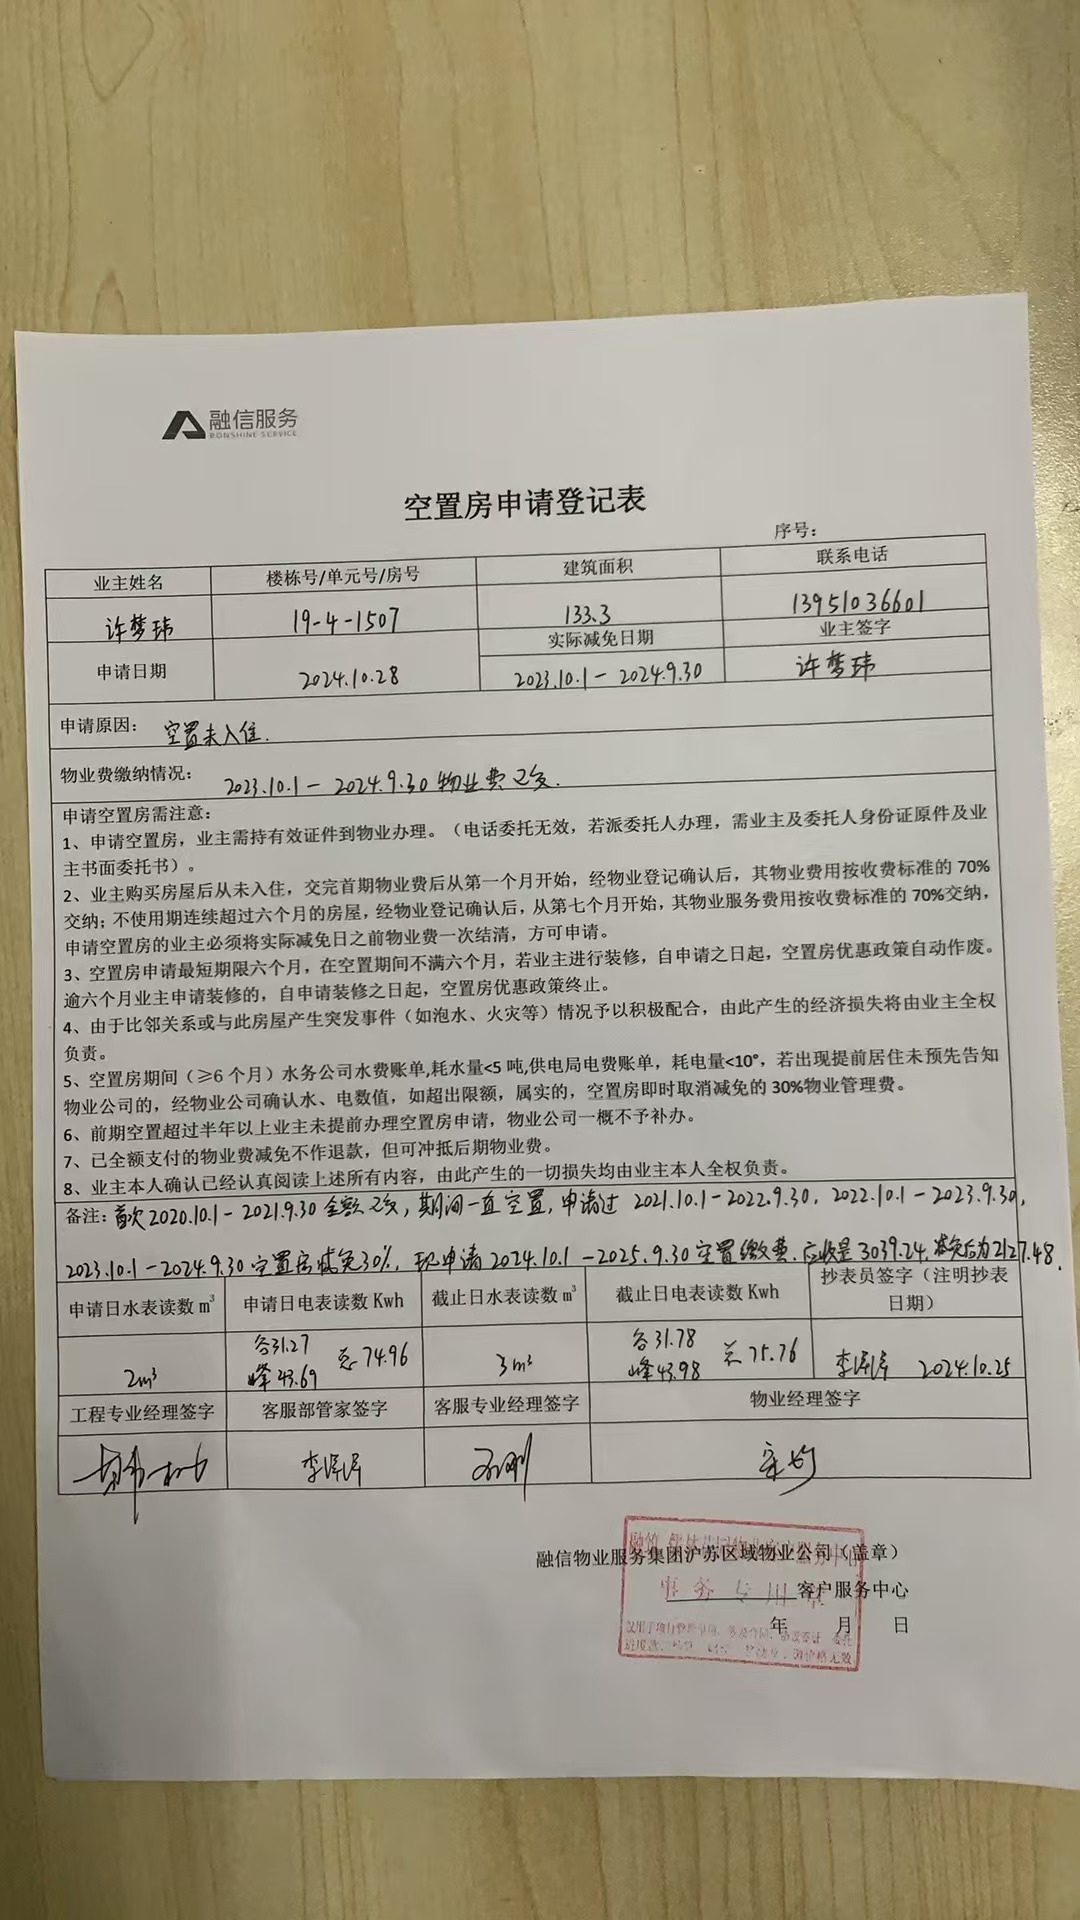 融信服务
RONSHINE SERVICE
空置房申请登记表
序号：
业主姓名 楼栋号/单元号/房号 建筑面积 联系电话
许梦玮 19-4-1507 133.3 13951036601
申请日期 2024.10.28 实际减免日期 业主签字
2023.10.1－2024.9.30 许梦玮
申请原因： 空置未入住.
物业费缴纳情况： 2023.10.1－2024.9.30物业费已交.
申请空置房需注意：
1、申请空置房，业主需持有效证件到物业办理。（电话委托无效，若派委托人办理，需业主及委托人身份证原件及业
主书面委托书）。
2、业主购买房屋后从未入住，交完首期物业费后从第一个月开始，经物业登记确认后，其物业费用按收费标准的70%
交纳；不使用期连续超过六个月的房屋，经物业登记确认后，从第七个月开始，其物业服务费用按收费标准的70%交纳，
申请空置房的业主必须将实际减免日之前物业费一次结清，方可申请。
3、空置房申请最短期限六个月，在空置期间不满六个月，若业主进行装修，自申请之日起，空置房优惠政策自动作废。
逾六个月业主申请装修的，自申请装修之日起，空置房优惠政策终止。
4、由于比邻关系或与此房屋产生突发事件（如泡水、火灾等）情况予以积极配合，由此产生的经济损失将由业主全权
负责。
5、空置房期间（≥6个月）水务公司水费账单,耗水量<5吨,供电局电费账单，耗电量<10°，若出现提前居住未预先告知
物业公司的，经物业公司确认水、电数值，如超出限额，属实的，空置房即时取消减免的30%物业管理费。
6、前期空置超过半年以上业主未提前办理空置房申请，物业公司一概不予补办。
7、已全额支付的物业费减免不作退款，但可冲抵后期物业费。
8、业主本人确认已经认真阅读上述所有内容，由此产生的一切损失均由业主本人全权负责。
备注：首次2020.10.1－2021.9.30全额已交，期间一直空置，申请过 2021.10.1－2022.9.30，2022.10.1－2023.9.30，
2023.10.1－2024.9.30空置房减免30%，现申请2024.10.1－2025.9.30空置缴费.应收是3039.24,减免后为2127.48.
申请日水表读数m³ 申请日电表读数Kwh 截止日水表读数m³ 截止日电表读数Kwh 抄表员签字（注明抄表
日期）
2m³ 谷31.27 峰43.69 总74.96 3m³ 谷31.78 峰43.98 总75.76 李泽泽 2024.10.25
工程专业经理签字 客服部管家签字 客服专业经理签字 物业经理签字
李泽泽
融信物业服务集团沪苏区域物业公司（盖章）
客户服务中心
年 月 日